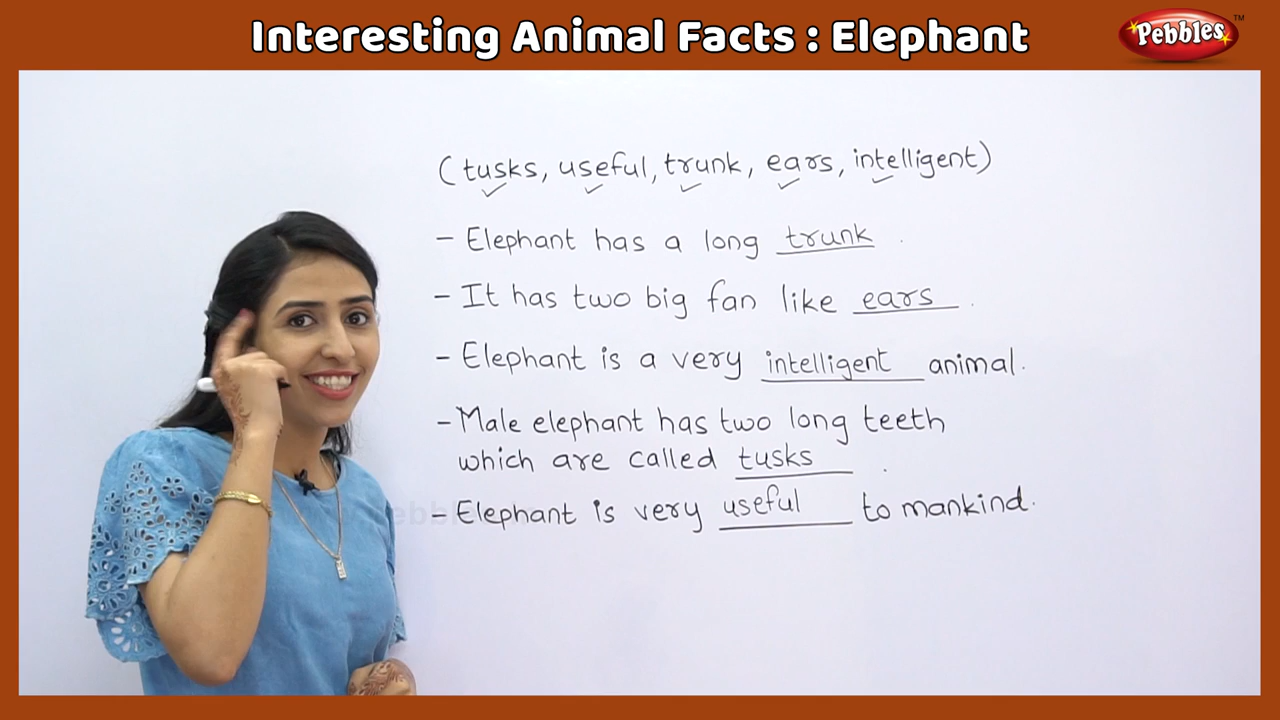 Interesting Animal Facts : Elephant
Pebbles TM
(tusks, useful, trunk, ears, intelligent)
- Elephant has a long trunk .
- It has two big fan like ears .
- Elephant is a very intelligent animal.
- Male elephant has two long teeth
which are called tusks .
- Elephant is very useful to mankind.